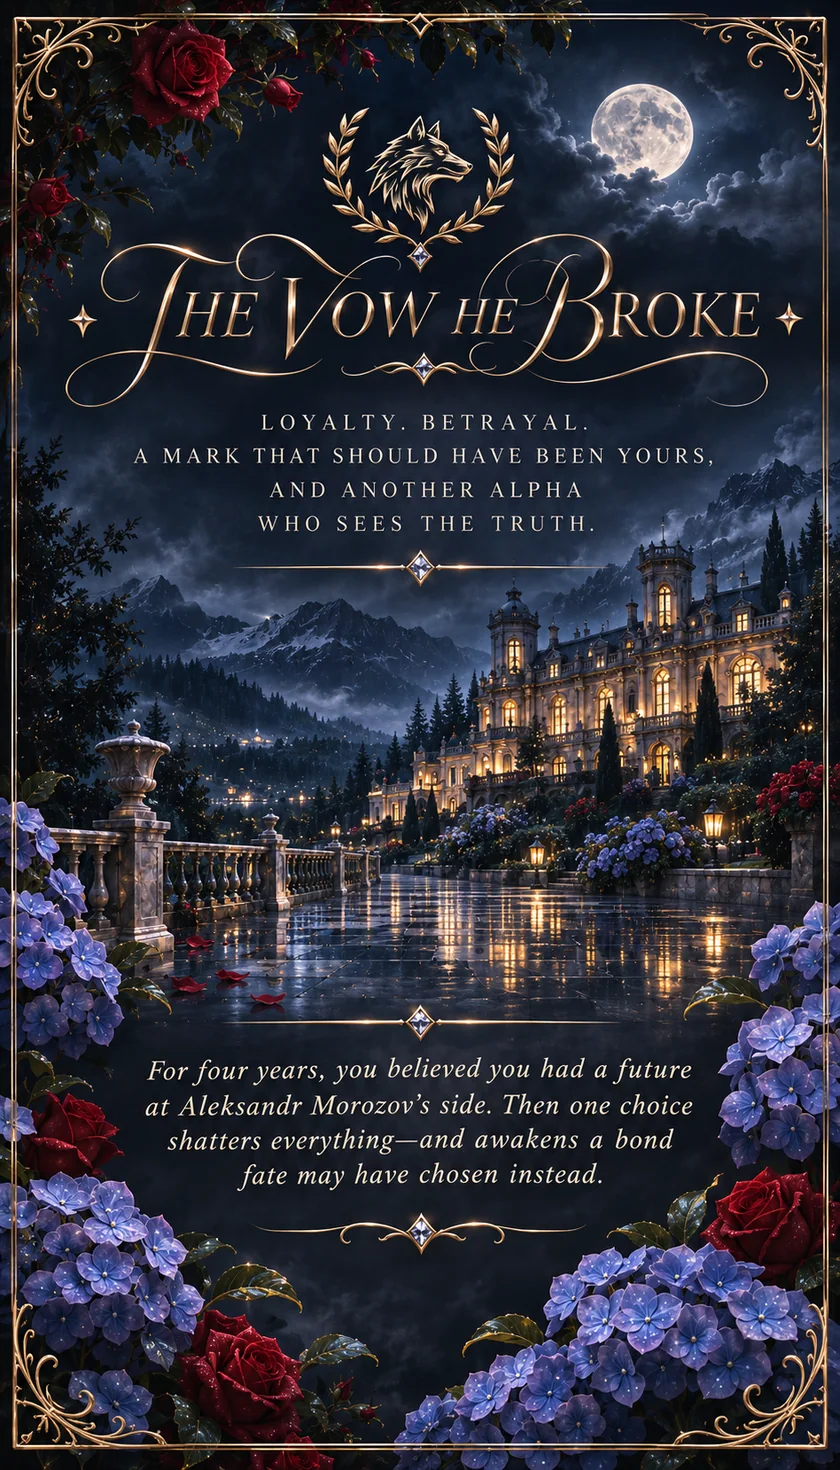 The Vow he Broke
LOYALTY. BETRAYAL.
A MARK THAT SHOULD HAVE BEEN YOURS,
AND ANOTHER ALPHA
WHO SEES THE TRUTH.
For four years, you believed you had a future
at Aleksandr Morozov's side. Then one choice
shatters everything—and awakens a bond
fate may have chosen instead.